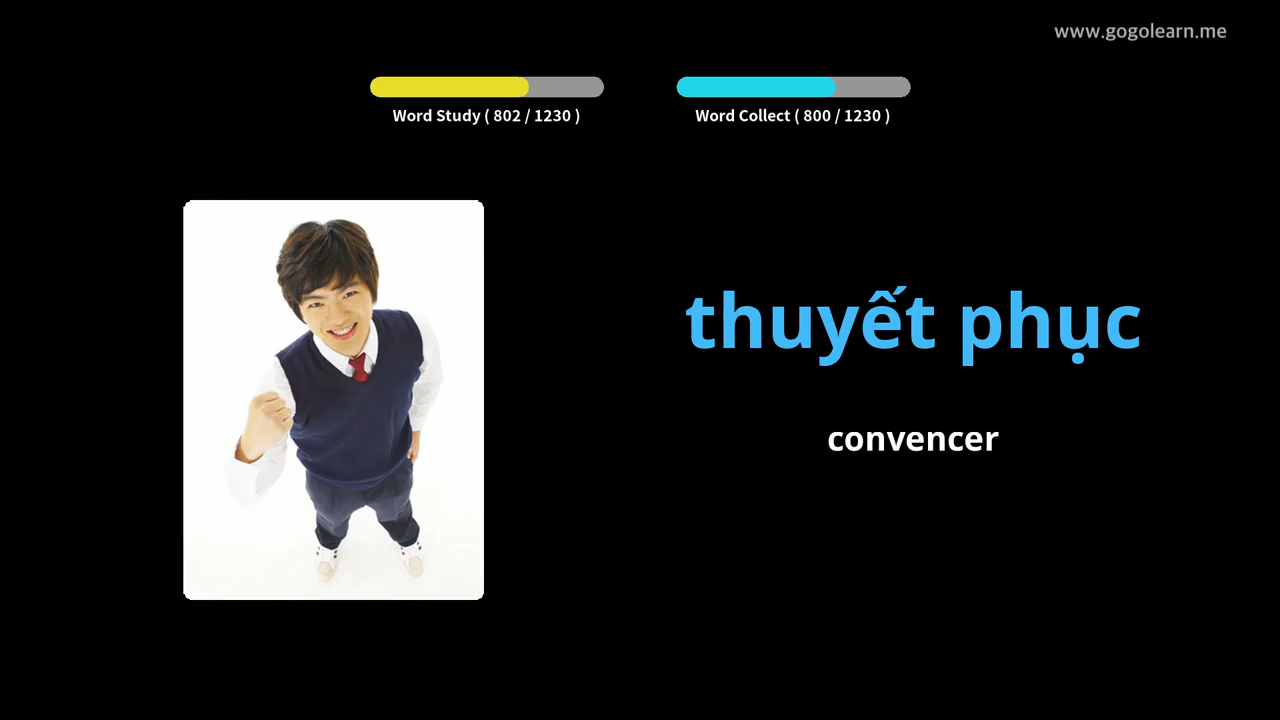 www.gogolearn.me
Word Study ( 802 / 1230 )
Word Collect ( 800 / 1230 )
thuyết phục
convencer